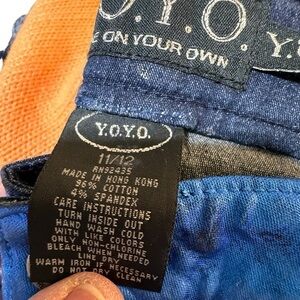 Y.O.Y.O.
E ON YOUR OWN
Y.
Y.O.Y.O.
11/12
RN92435
MADE IN HONG KONG
96% COTTON
4% SPANDEX
CARE INSTRUCTIONS
TURN INSIDE OUT
HAND WASH COLD
WITH LIKE COLORS
ONLY NON-CHLORINE
BLEACH WHEN NEEDED
LINE DRY
WARM IRON IF NECESSARY
DO NOT DRY CLEAN